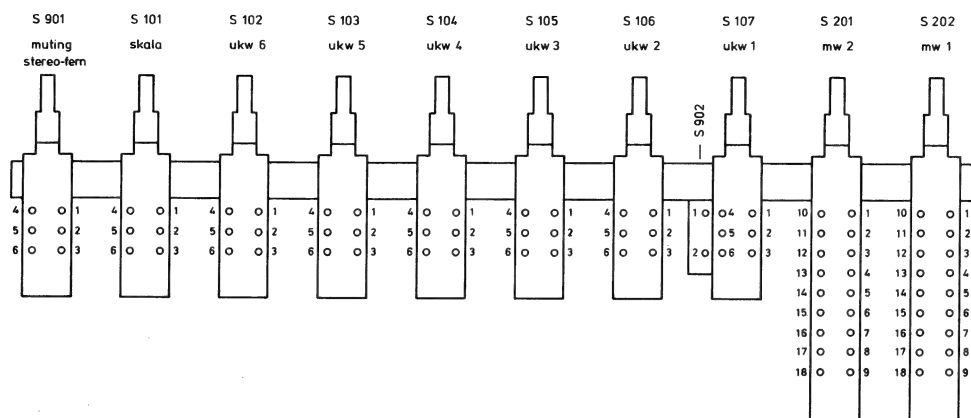 S 901 S 101 S 102 S 103 S 104 S 105 S 106 S 107 S 201 S 202
muting skala ukw 6 ukw 5 ukw 4 ukw 3 ukw 2 ukw 1 mw 2 mw 1
stereo-fern
S 902
4 1 4 1 4 1 4 1 4 1 4 1 4 1 1 4 1 10 1 10 1
5 2 5 2 5 2 5 2 5 2 5 2 5 2 5 2 11 2 11 2
6 3 6 3 6 3 6 3 6 3 6 3 6 3 2 6 3 12 3 12 3
13 4 13 4
14 5 14 5
15 6 15 6
16 7 16 7
17 8 17 8
18 9 18 9